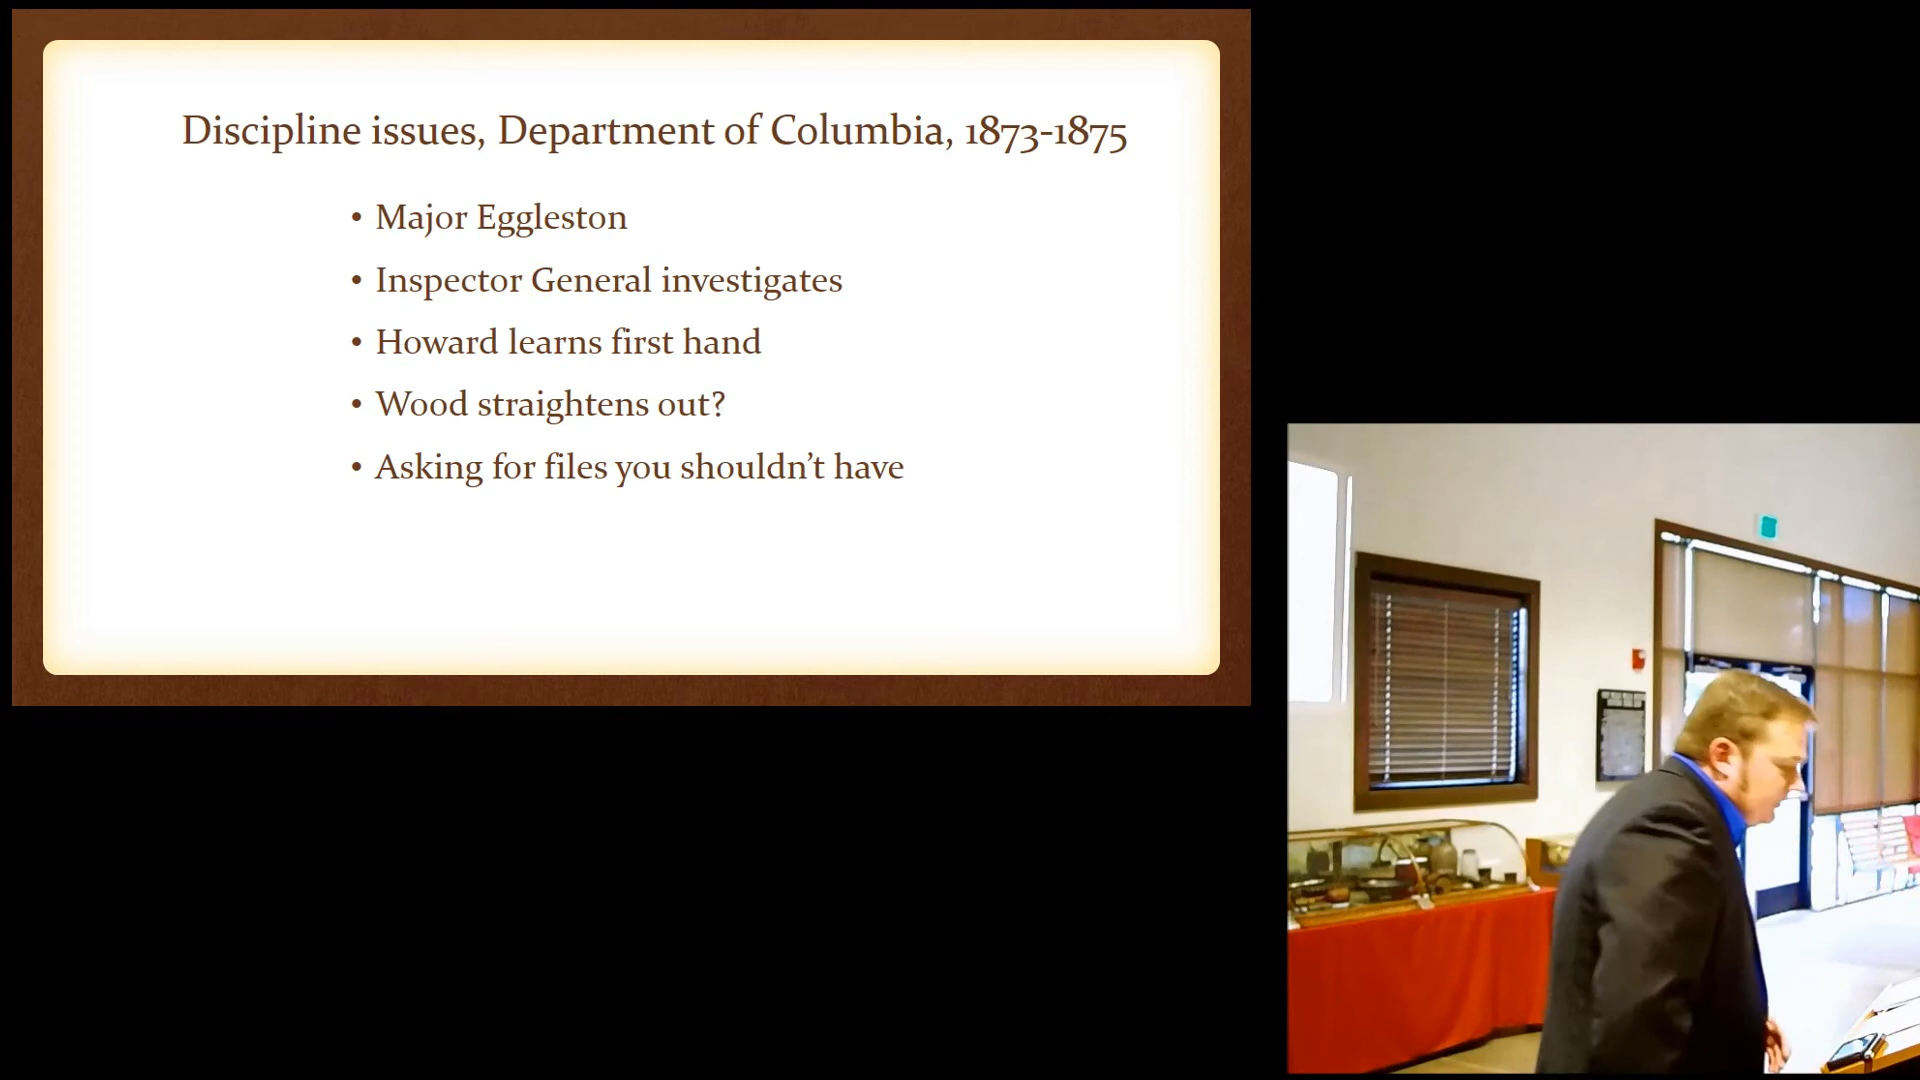 Discipline issues, Department of Columbia, 1873-1875
• Major Eggleston
• Inspector General investigates
• Howard learns first hand
• Wood straightens out?
• Asking for files you shouldn’t have